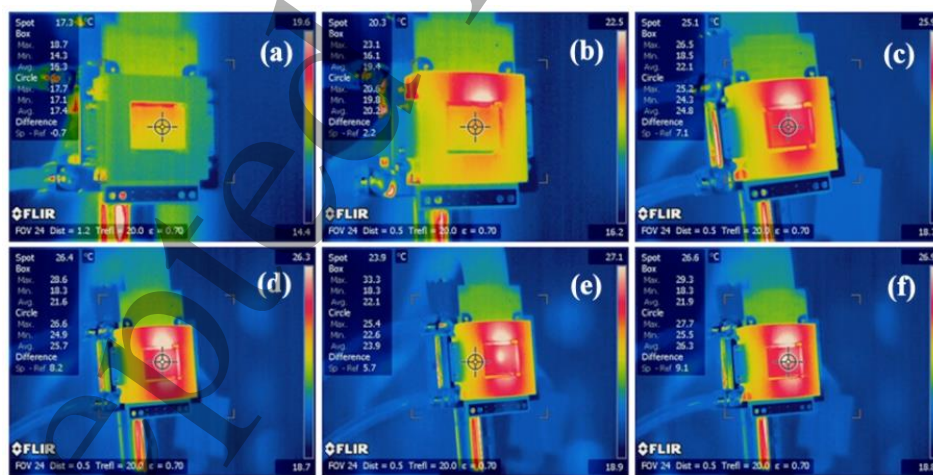 Spot 17.3 °C 19.6
Box
Max. 18.7
Min. 14.3
Avg. 16.3
Circle
Max. 17.7
Min. 17.1
Avg. 17.4
Difference
Sp - Ref -0.7
(a)
FLIR
FOV 24 Dist = 1.2 Trefl = 20.0 ε = 0.70 14.4
Spot 20.3 °C 22.5
Box
Max. 23.1
Min. 16.1
Avg. 19.4
Circle
Max. 20.6
Min. 19.8
Avg. 20.2
Difference
Sp - Ref 2.2
(b)
FLIR
FOV 24 Dist = 0.5 Trefl = 20.0 ε = 0.70 16.2
Spot 25.1 °C
Box
Max. 26.5
Min. 18.5
Avg. 22.1
Circle
Max. 25.2
Min. 24.3
Avg. 24.8
Difference
Sp - Ref 7.1
(c)
FLIR
FOV 24 Dist = 0.5 Trefl = 20.0 ε = 0.70
Spot 26.4 °C 26.3
Box
Max. 28.6
Min. 18.3
Avg. 21.6
Circle
Max. 26.6
Min. 24.9
Avg. 25.7
Difference
Sp - Ref 8.2
(d)
FLIR
FOV 24 Dist = 0.5 Trefl = 20.0 ε = 0.70 18.7
Spot 23.9 °C 27.1
Box
Max. 33.3
Min. 18.3
Avg. 22.1
Circle
Max. 25.4
Min. 22.6
Avg. 23.9
Difference
Sp - Ref 5.7
(e)
FLIR
FOV 24 Dist = 0.5 Trefl = 20.0 ε = 0.70 18.9
Spot 26.6 °C
Box
Max. 29.3
Min. 18.3
Avg. 21.9
Circle
Max. 27.7
Min. 25.5
Avg. 26.3
Difference
Sp - Ref 9.1
(f)
FLIR
FOV 24 Dist = 0.5 Trefl = 20.0 ε = 0.70